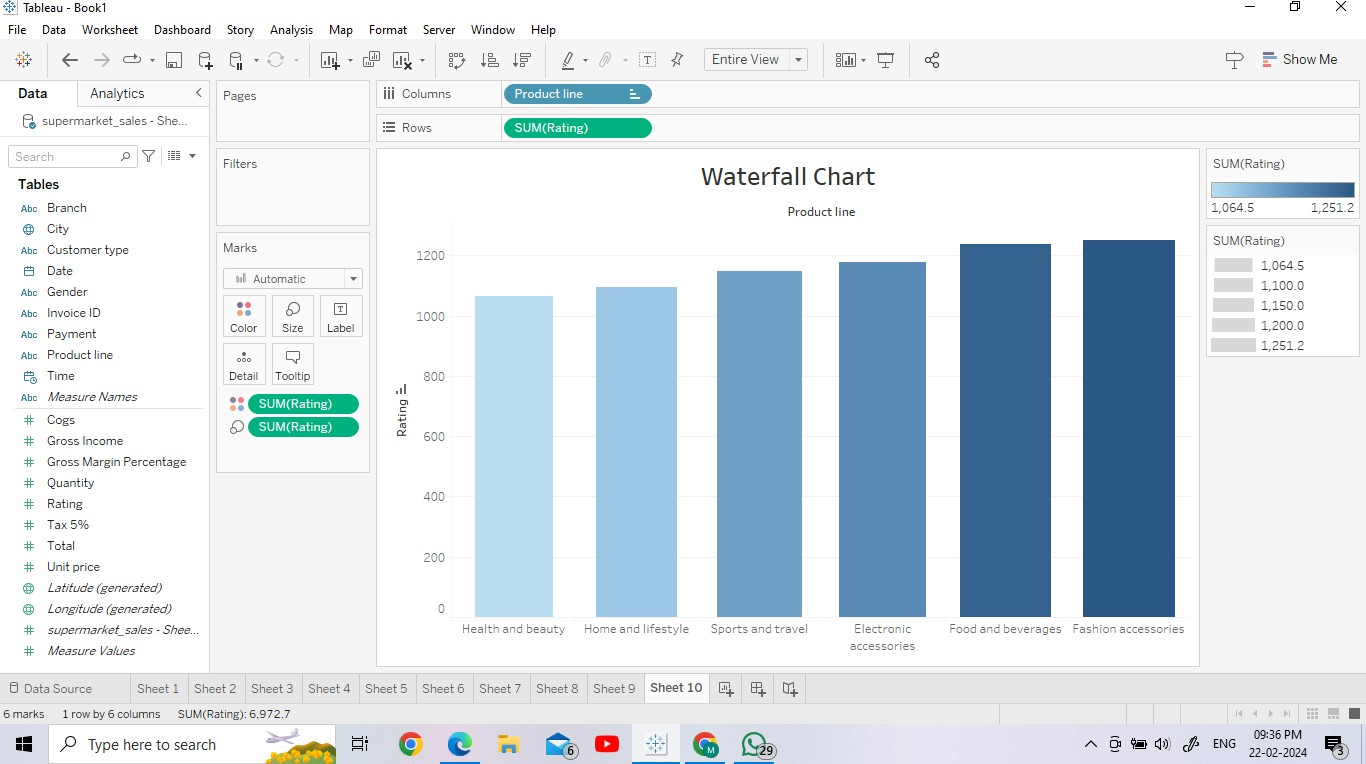 Tableau - Book1
File Data Worksheet Dashboard Story Analysis Map Format Server Window Help
Entire View
Show Me
Data Analytics
supermarket_sales - She...
Search
Tables
Abc Branch
City
Abc Customer type
Date
Abc Gender
Abc Invoice ID
Abc Payment
Abc Product line
Time
Abc Measure Names
Cogs
Gross Income
Gross Margin Percentage
Quantity
Rating
Tax 5%
Total
Unit price
Latitude (generated)
Longitude (generated)
supermarket_sales - Shee...
Measure Values
Pages
Filters
Marks
Automatic
Color Size Label
Detail Tooltip
SUM(Rating)
SUM(Rating)
Columns Product line
Rows SUM(Rating)
Waterfall Chart
Product line
Rating
1200
1000
800
600
400
200
0
Health and beauty Home and lifestyle Sports and travel Electronic accessories Food and beverages Fashion accessories
SUM(Rating)
1,064.5 1,251.2
SUM(Rating)
1,064.5
1,100.0
1,150.0
1,200.0
1,251.2
Data Source Sheet 1 Sheet 2 Sheet 3 Sheet 4 Sheet 5 Sheet 6 Sheet 7 Sheet 8 Sheet 9 Sheet 10
6 marks 1 row by 6 columns SUM(Rating): 6,972.7
Type here to search
6
M
29
ENG
09:36 PM
22-02-2024
3